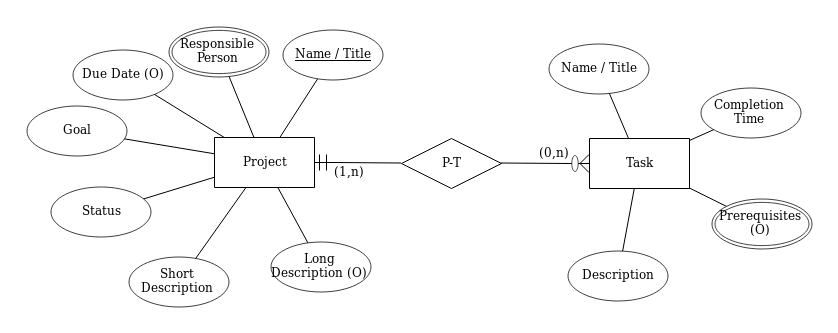 Responsible
Person
Name / Title
Due Date (O)
Goal
Project
Status
Short
Description
Long
Description (O)
(1,n)
P-T
(0,n)
Name / Title
Completion
Time
Task
Prerequisites
(O)
Description